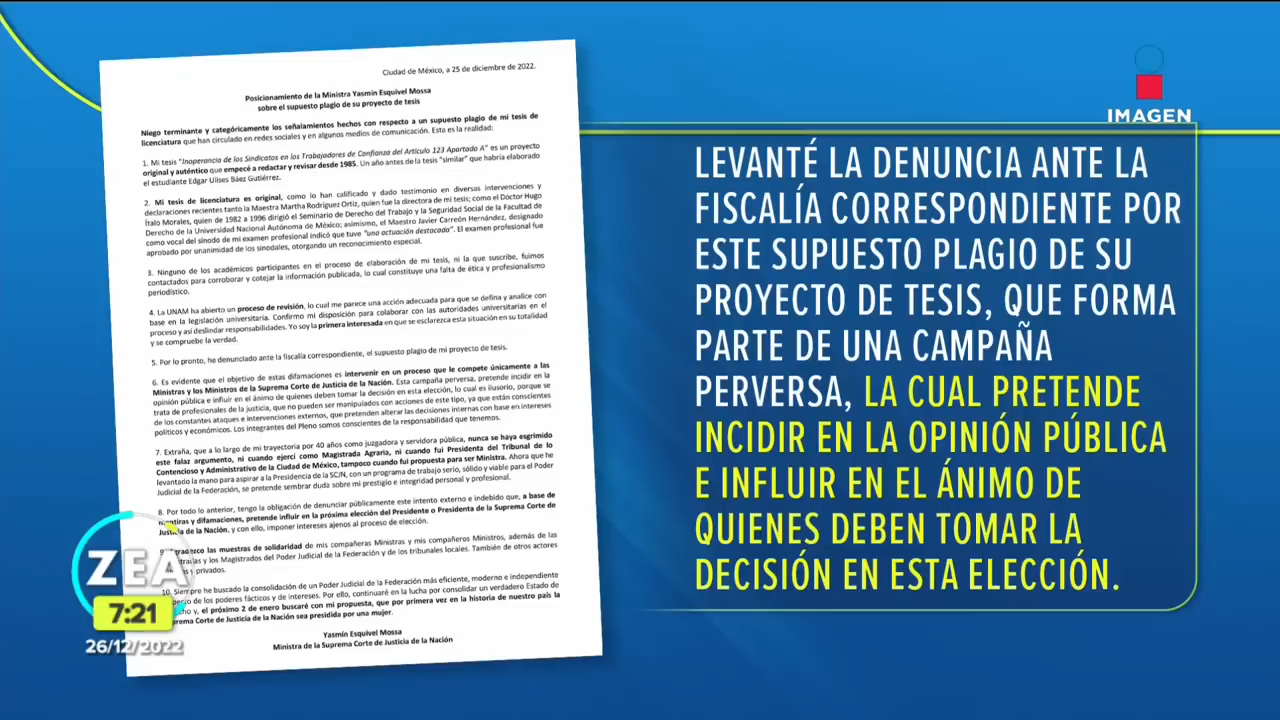 Ciudad de México, a 25 de diciembre de 2022.
Posicionamiento de la Ministra Yasmín Esquivel Mossa
sobre el supuesto plagio de su proyecto de tesis
Niego terminante y categóricamente los señalamientos hechos con respecto a un supuesto plagio de mi tesis de
licenciatura que han circulado en redes sociales y en algunos medios de comunicación. Esta es la realidad:
1. Mi tesis "Inoperancia de los Sindicatos en los Trabajadores de Confianza del Artículo 123 Apartado A" es un proyecto
original y auténtico que empecé a redactar y revisar desde 1985. Un año antes de la tesis "similar" que habría elaborado
el estudiante Edgar Ulises Báez Gutiérrez.
2. Mi tesis de licenciatura es original, como lo han calificado y dado testimonio en diversas intervenciones y
declaraciones recientes tanto la Maestra Martha Rodríguez Ortiz, quien fue la directora de mi tesis; como el Doctor Hugo
Ítalo Morales, quien de 1982 a 1996 dirigió el Seminario de Derecho del Trabajo y la Seguridad Social de la Facultad de
Derecho de la Universidad Nacional Autónoma de México; asimismo, el Maestro Javier Carreón Hernández, designado
como vocal del sínodo de mi examen profesional indicó que tuve "una actuación destacada". El examen profesional fue
aprobado por unanimidad de los sinodales, otorgando un reconocimiento especial.
3. Ninguno de los académicos participantes en el proceso de elaboración de mi tesis, ni la que suscribe, fuimos
contactados para corroborar y cotejar la información publicada, lo cual constituye una falta de ética y profesionalismo
periodístico.
4. La UNAM ha abierto un proceso de revisión, lo cual me parece una acción adecuada para que se defina y analice con
base en la legislación universitaria. Confirmo mi disposición para colaborar con las autoridades universitarias en el
proceso y así deslindar responsabilidades. Yo soy la primera interesada en que se esclarezca esta situación en su totalidad
y se compruebe la verdad.
5. Por lo pronto, he denunciado ante la fiscalía correspondiente, el supuesto plagio de mi proyecto de tesis.
6. Es evidente que el objetivo de estas difamaciones es intervenir en un proceso que le compete únicamente a las
Ministras y los Ministros de la Suprema Corte de Justicia de la Nación. Esta campaña perversa, pretende incidir en la
opinión pública e influir en el ánimo de quienes deben tomar la decisión en esta elección, lo cual es ilusorio, porque se
trata de profesionales de la justicia, que no pueden ser manipulados con acciones de este tipo, ya que están conscientes
de los constantes ataques e intervenciones externos, que pretenden alterar las decisiones internas con base en intereses
políticos y económicos. Los integrantes del Pleno somos conscientes de la responsabilidad que tenemos.
7. Extraña, que a lo largo de mi trayectoria por 40 años como juzgadora y servidora pública, nunca se haya esgrimido
este falaz argumento, ni cuando ejercí como Magistrada Agraria, ni cuando fui Presidenta del Tribunal de lo
Contencioso y Administrativo de la Ciudad de México, tampoco cuando fui propuesta para ser Ministra. Ahora que he
levantado la mano para aspirar a la Presidencia de la SCJN, con un programa de trabajo serio, sólido y viable para el Poder
Judicial de la Federación, se pretende sembrar duda sobre mi prestigio e integridad personal y profesional.
8. Por todo lo anterior, tengo la obligación de denunciar públicamente este intento externo e indebido que, a base de
mentiras y difamaciones, pretende influir en la próxima elección del Presidente o Presidenta de la Suprema Corte de
Justicia de la Nación, y con ello, imponer intereses ajenos al proceso de elección.
9. Agradezco las muestras de solidaridad de mis compañeras Ministras y mis compañeros Ministros, además de las
y los Magistrados del Poder Judicial de la Federación y de los tribunales locales. También de otros actores
y privados.
10. Siempre he buscado la consolidación de un Poder Judicial de la Federación más eficiente, moderno e independiente
de los poderes fácticos y de intereses. Por ello, continuaré en la lucha por consolidar un verdadero Estado de
y, el próximo 2 de enero buscaré con mi propuesta, que por primera vez en la historia de nuestro país la
Suprema Corte de Justicia de la Nación sea presidida por una mujer.
Yasmín Esquivel Mossa
Ministra de la Suprema Corte de Justicia de la Nación
IMAGEN
LEVANTÉ LA DENUNCIA ANTE LA
FISCALÍA CORRESPONDIENTE POR
ESTE SUPUESTO PLAGIO DE SU
PROYECTO DE TESIS, QUE FORMA
PARTE DE UNA CAMPAÑA
PERVERSA, LA CUAL PRETENDE
INCIDIR EN LA OPINIÓN PÚBLICA
E INFLUIR EN EL ÁNIMO DE
QUIENES DEBEN TOMAR LA
DECISIÓN EN ESTA ELECCIÓN.
ZEA
7:21
26/12/2022